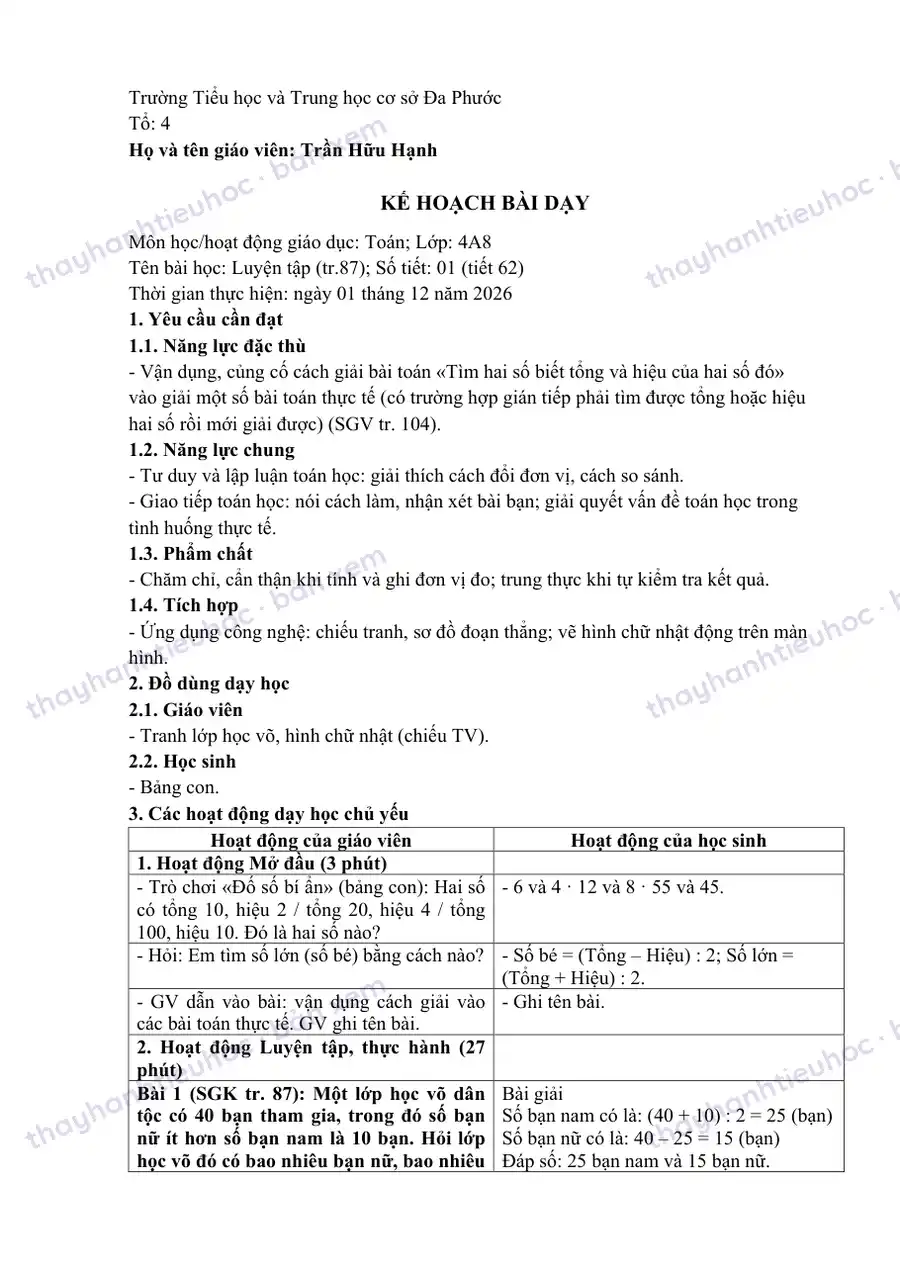 Trường Tiểu học và Trung học cơ sở Đa Phước
Tổ: 4
Họ và tên giáo viên: Trần Hữu Hạnh
KẾ HOẠCH BÀI DẠY
Môn học/hoạt động giáo dục: Toán; Lớp: 4A8
Tên bài học: Luyện tập (tr.87); Số tiết: 01 (tiết 62)
Thời gian thực hiện: ngày 01 tháng 12 năm 2026
1. Yêu cầu cần đạt
1.1. Năng lực đặc thù
- Vận dụng, củng cố cách giải bài toán «Tìm hai số biết tổng và hiệu của hai số đó»
vào giải một số bài toán thực tế (có trường hợp gián tiếp phải tìm được tổng hoặc hiệu
hai số rồi mới giải được) (SGV tr. 104).
1.2. Năng lực chung
- Tư duy và lập luận toán học: giải thích cách đổi đơn vị, cách so sánh.
- Giao tiếp toán học: nói cách làm, nhận xét bài bạn; giải quyết vấn đề toán học trong
tình huống thực tế.
1.3. Phẩm chất
- Chăm chỉ, cẩn thận khi tính và ghi đơn vị đo; trung thực khi tự kiểm tra kết quả.
1.4. Tích hợp
- Ứng dụng công nghệ: chiếu tranh, sơ đồ đoạn thẳng; vẽ hình chữ nhật động trên màn
hình.
2. Đồ dùng dạy học
2.1. Giáo viên
- Tranh lớp học võ, hình chữ nhật (chiếu TV).
2.2. Học sinh
- Bảng con.
3. Các hoạt động dạy học chủ yếu
Hoạt động của giáo viên
Hoạt động của học sinh
1. Hoạt động Mở đầu (3 phút)
- Trò chơi «Đố số bí ẩn» (bảng con): Hai số
có tổng 10, hiệu 2 / tổng 20, hiệu 4 / tổng
100, hiệu 10. Đó là hai số nào?
- 6 và 4 · 12 và 8 · 55 và 45.
- Hỏi: Em tìm số lớn (số bé) bằng cách nào?
- Số bé = (Tổng – Hiệu) : 2; Số lớn =
(Tổng + Hiệu) : 2.
- GV dẫn vào bài: vận dụng cách giải vào
các bài toán thực tế. GV ghi tên bài.
- Ghi tên bài.
2. Hoạt động Luyện tập, thực hành (27
phút)
Bài 1 (SGK tr. 87): Một lớp học võ dân
tộc có 40 bạn tham gia, trong đó số bạn
nữ ít hơn số bạn nam là 10 bạn. Hỏi lớp
học võ đó có bao nhiêu bạn nữ, bao nhiêu
Bài giải
Số bạn nam có là: (40 + 10) : 2 = 25 (bạn)
Số bạn nữ có là: 40 – 25 = 15 (bạn)
Đáp số: 25 bạn nam và 15 bạn nữ.
thayhanhtieuhoc · bản xem
thayhanhtieuhoc · b
thayhanhtieuhoc · bản xem
thayhanhtieuhoc · b
thayhanhtieuhoc · bản xem
thayhanhtieuhoc · b